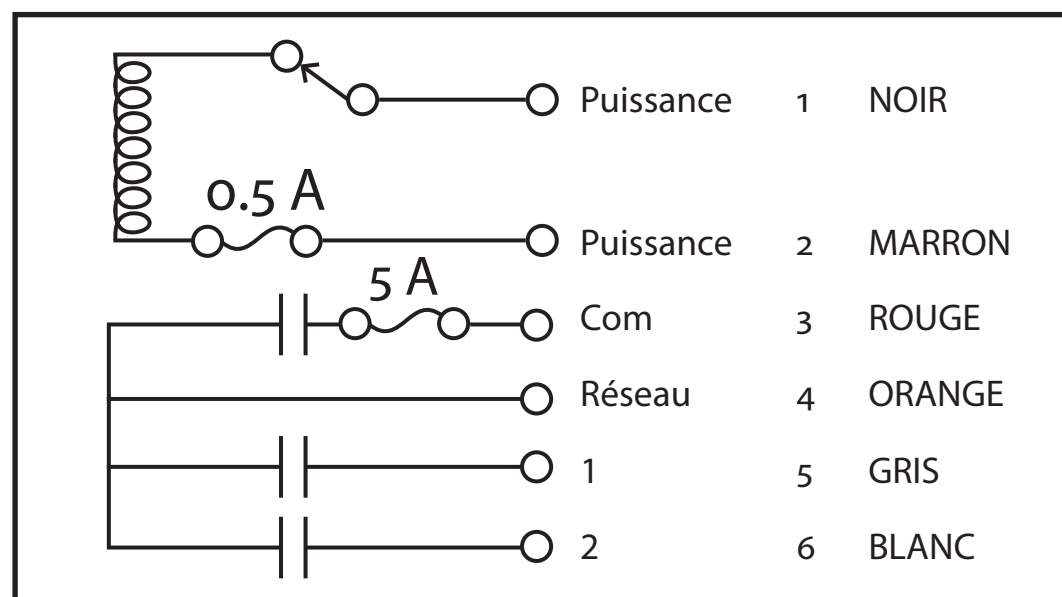 Puissance 1 NOIR
0.5 A
Puissance 2 MARRON
5 A
Com 3 ROUGE
Réseau 4 ORANGE
1 5 GRIS
2 6 BLANC